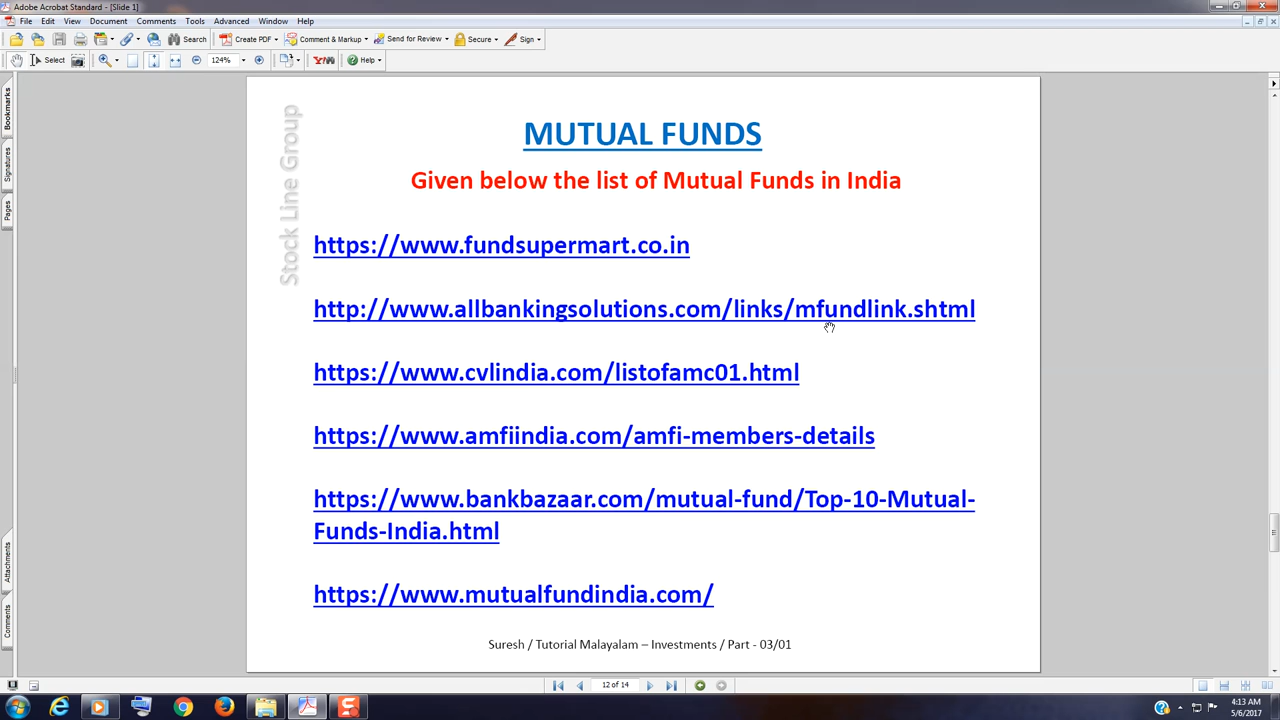 Adobe Acrobat Standard - [Slide 1]
File Edit View Document Comments Tools Advanced Window Help
Search Create PDF Comment & Markup Send for Review Secure Sign
Select 124% Y! Help
Bookmarks
Signatures
Pages
Attachments
Comments
Stock Line Group
MUTUAL FUNDS
Given below the list of Mutual Funds in India
https://www.fundsupermart.co.in
http://www.allbankingsolutions.com/links/mfundlink.shtml
https://www.cvlindia.com/listofamc01.html
https://www.amfiindia.com/amfi-members-details
https://www.bankbazaar.com/mutual-fund/Top-10-Mutual-
Funds-India.html
https://www.mutualfundindia.com/
Suresh / Tutorial Malayalam – Investments / Part - 03/01
12 of 14
4:13 AM
5/6/2017